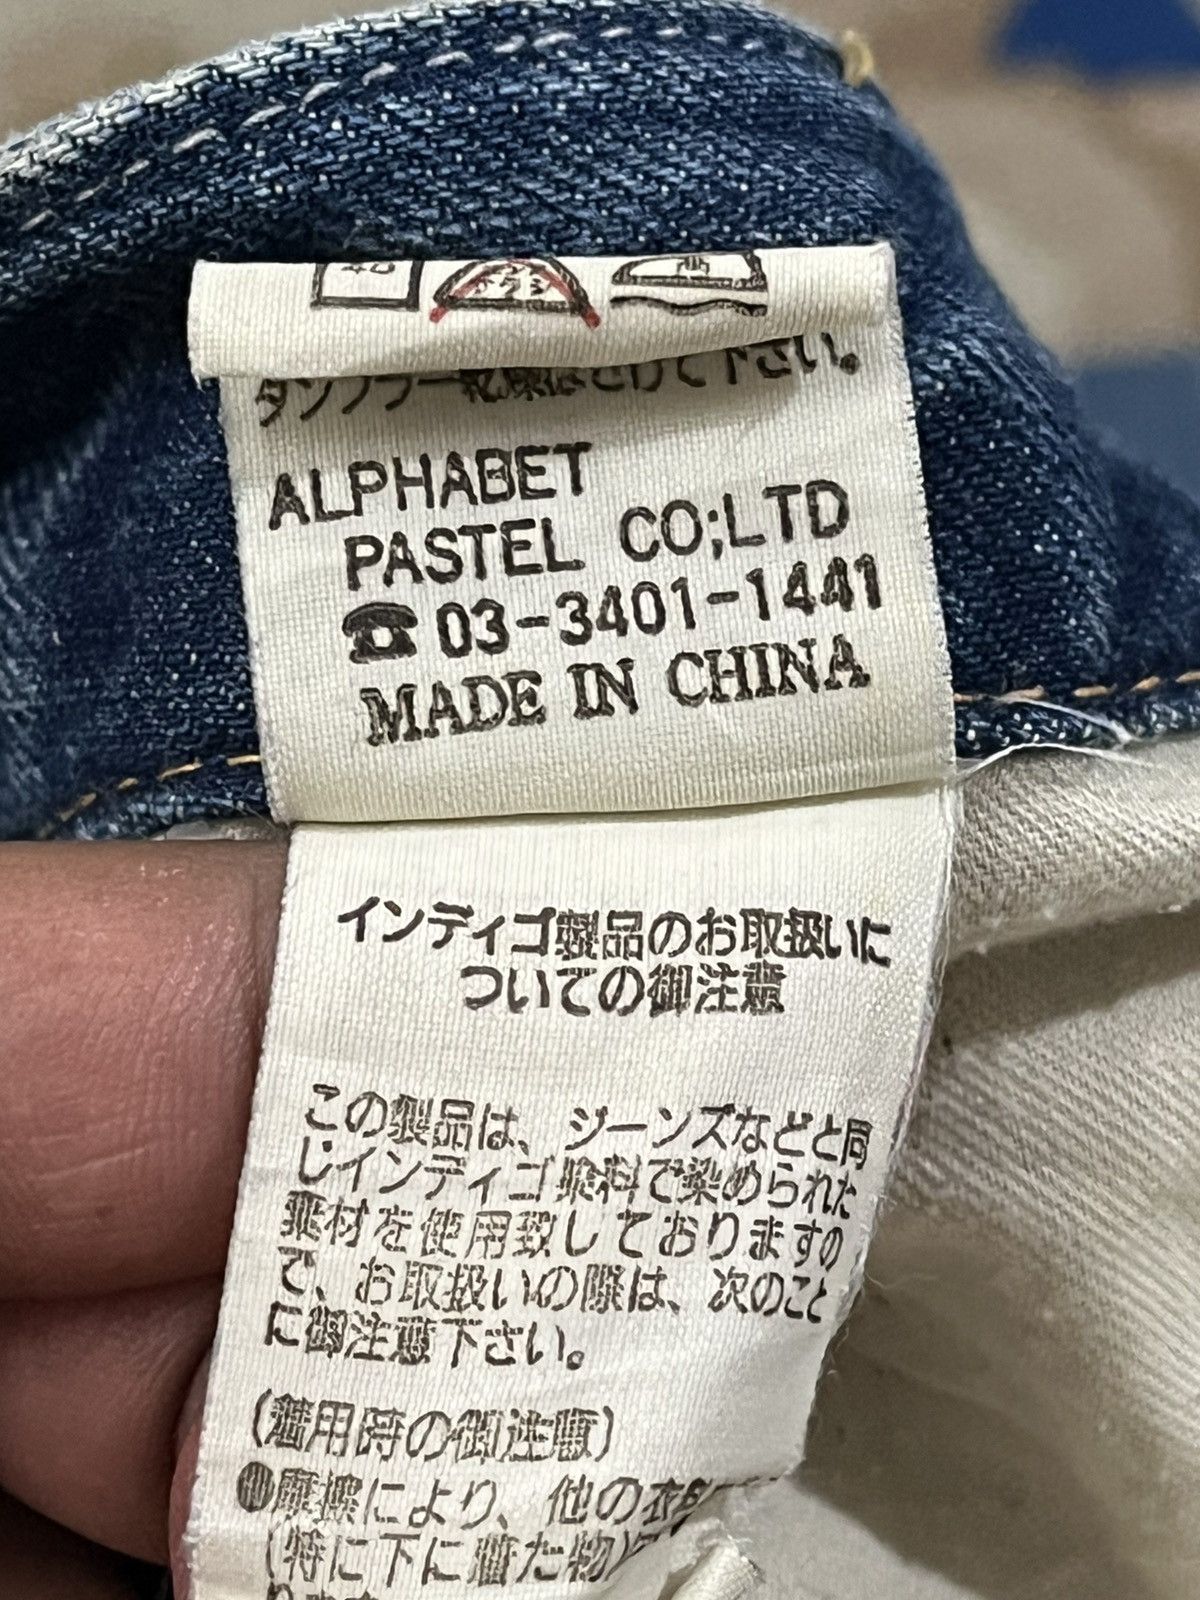 40
タンブラー乾燥はさけて下さい。
ALPHABET
PASTEL CO;LTD
☎03-3401-1441
MADE IN CHINA
インディゴ製品のお取扱いに
ついての御注意
この製品は、ジーンズなどと同
じインディゴ染料で染められた
素材を使用致しておりますの
で、お取扱いの際は、次のこと
に御注意下さい。
(着用時の御注意)
●摩擦により、他の衣
(特に下に着た物)